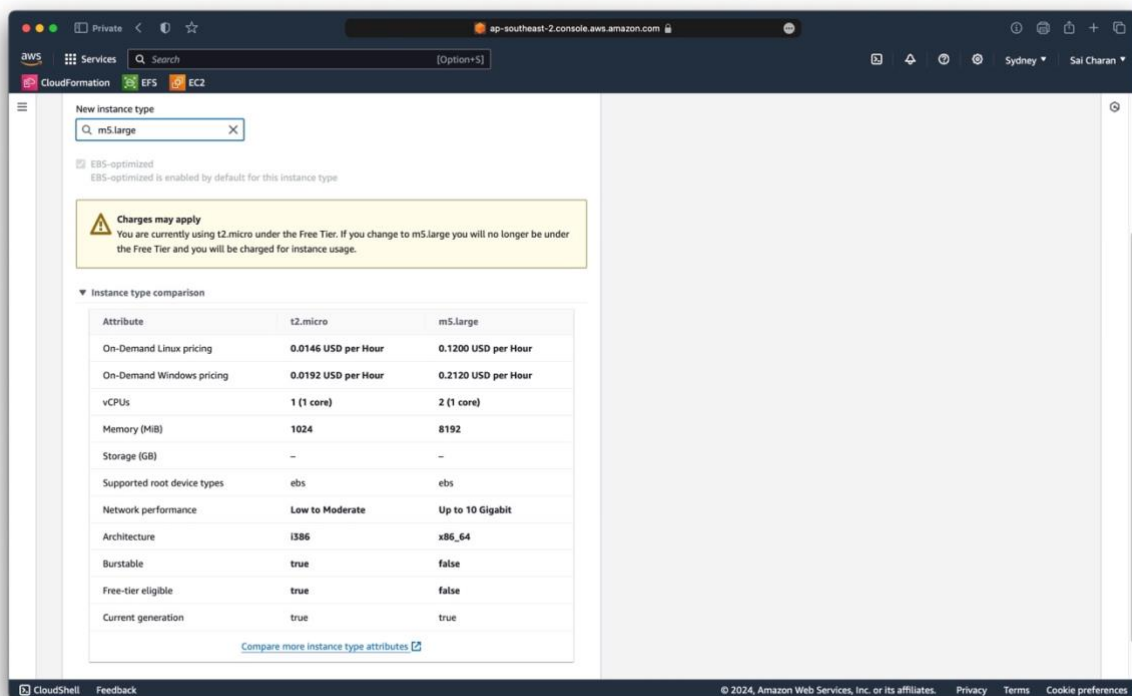 Private
ap-southeast-2.console.aws.amazon.com
aws
Services
Search
[Option+S]
Sydney
Sai Charan
CloudFormation
EFS
EC2
New instance type
m5.large
EBS-optimized
EBS-optimized is enabled by default for this instance type
Charges may apply
You are currently using t2.micro under the Free Tier. If you change to m5.large you will no longer be under
the Free Tier and you will be charged for instance usage.
Instance type comparison
Attribute t2.micro m5.large
On-Demand Linux pricing 0.0146 USD per Hour 0.1200 USD per Hour
On-Demand Windows pricing 0.0192 USD per Hour 0.2120 USD per Hour
vCPUs 1 (1 core) 2 (1 core)
Memory (MiB) 1024 8192
Storage (GB) – –
Supported root device types ebs ebs
Network performance Low to Moderate Up to 10 Gigabit
Architecture i386 x86_64
Burstable true false
Free-tier eligible true false
Current generation true true
Compare more instance type attributes
CloudShell Feedback © 2024, Amazon Web Services, Inc. or its affiliates. Privacy Terms Cookie preferences